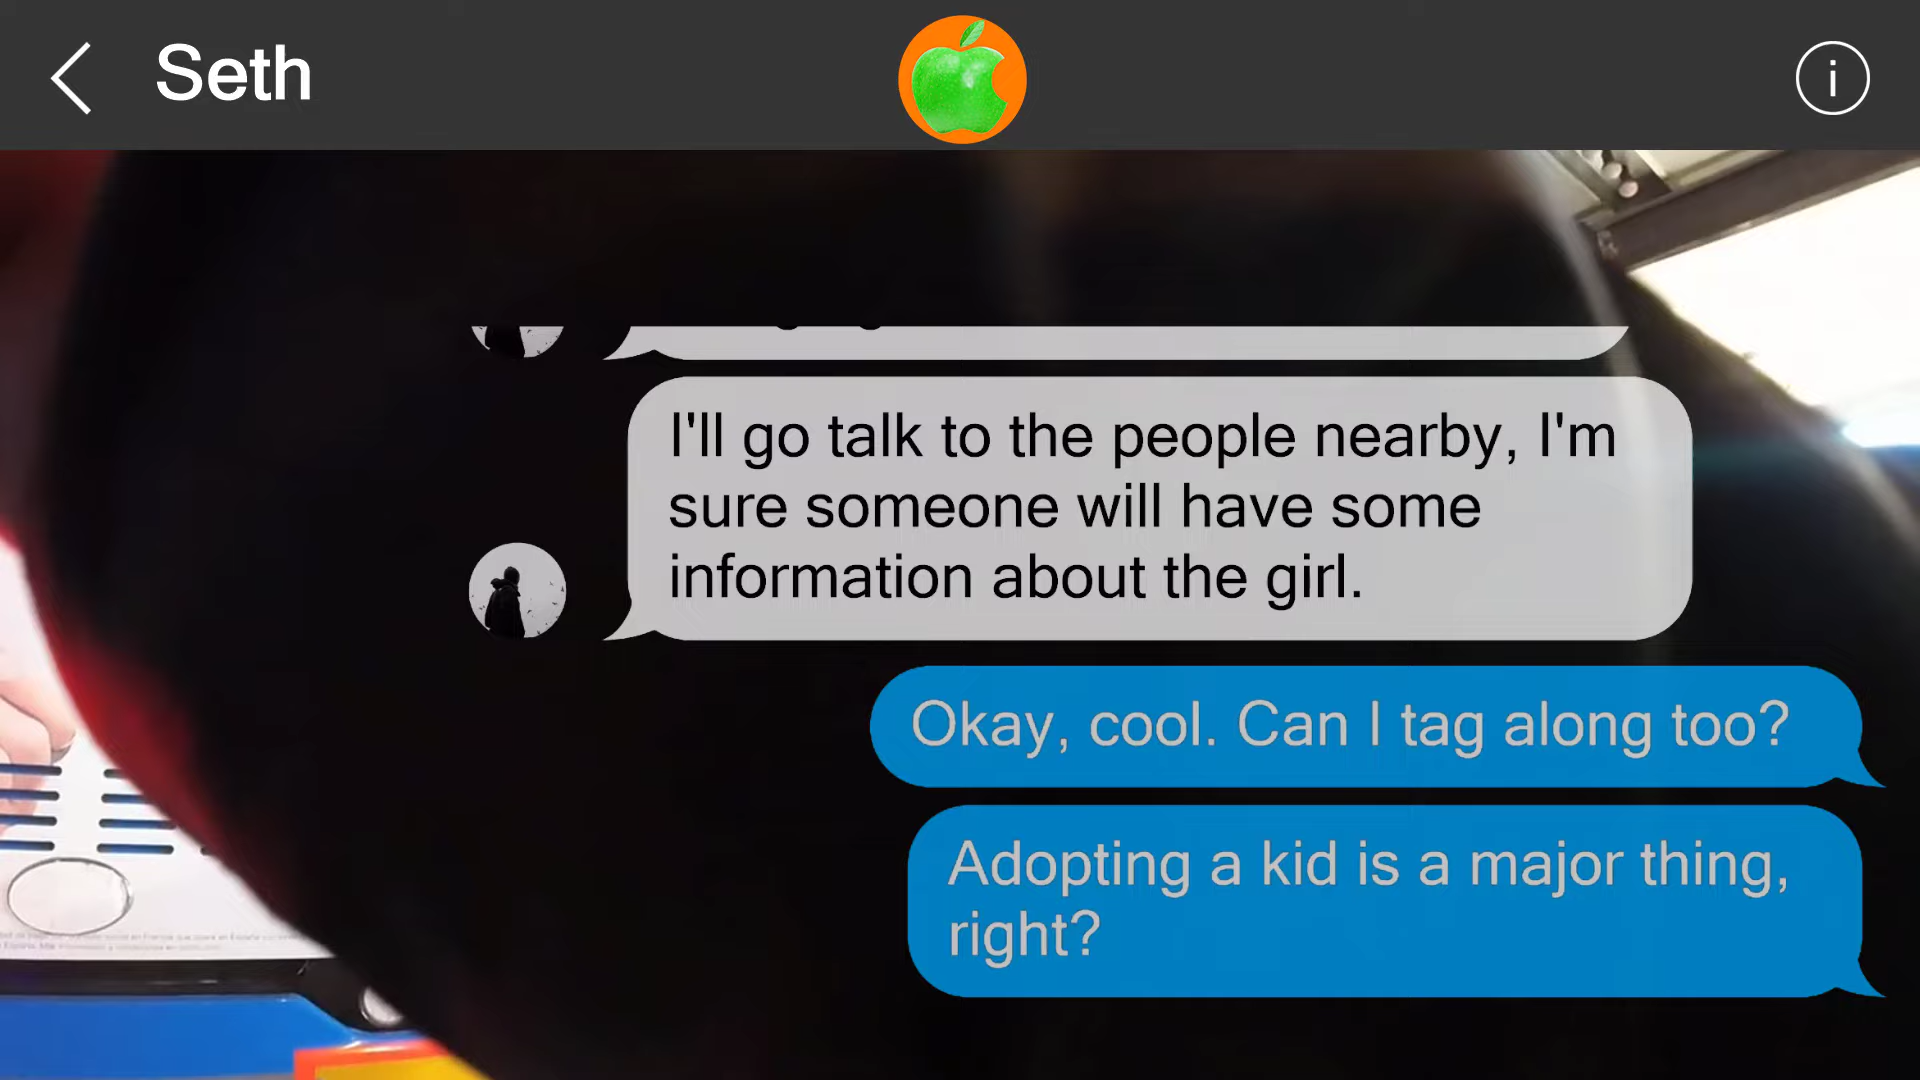 Seth
I'll go talk to the people nearby, I'm
sure someone will have some
information about the girl.
Okay, cool. Can I tag along too?
Adopting a kid is a major thing,
right?